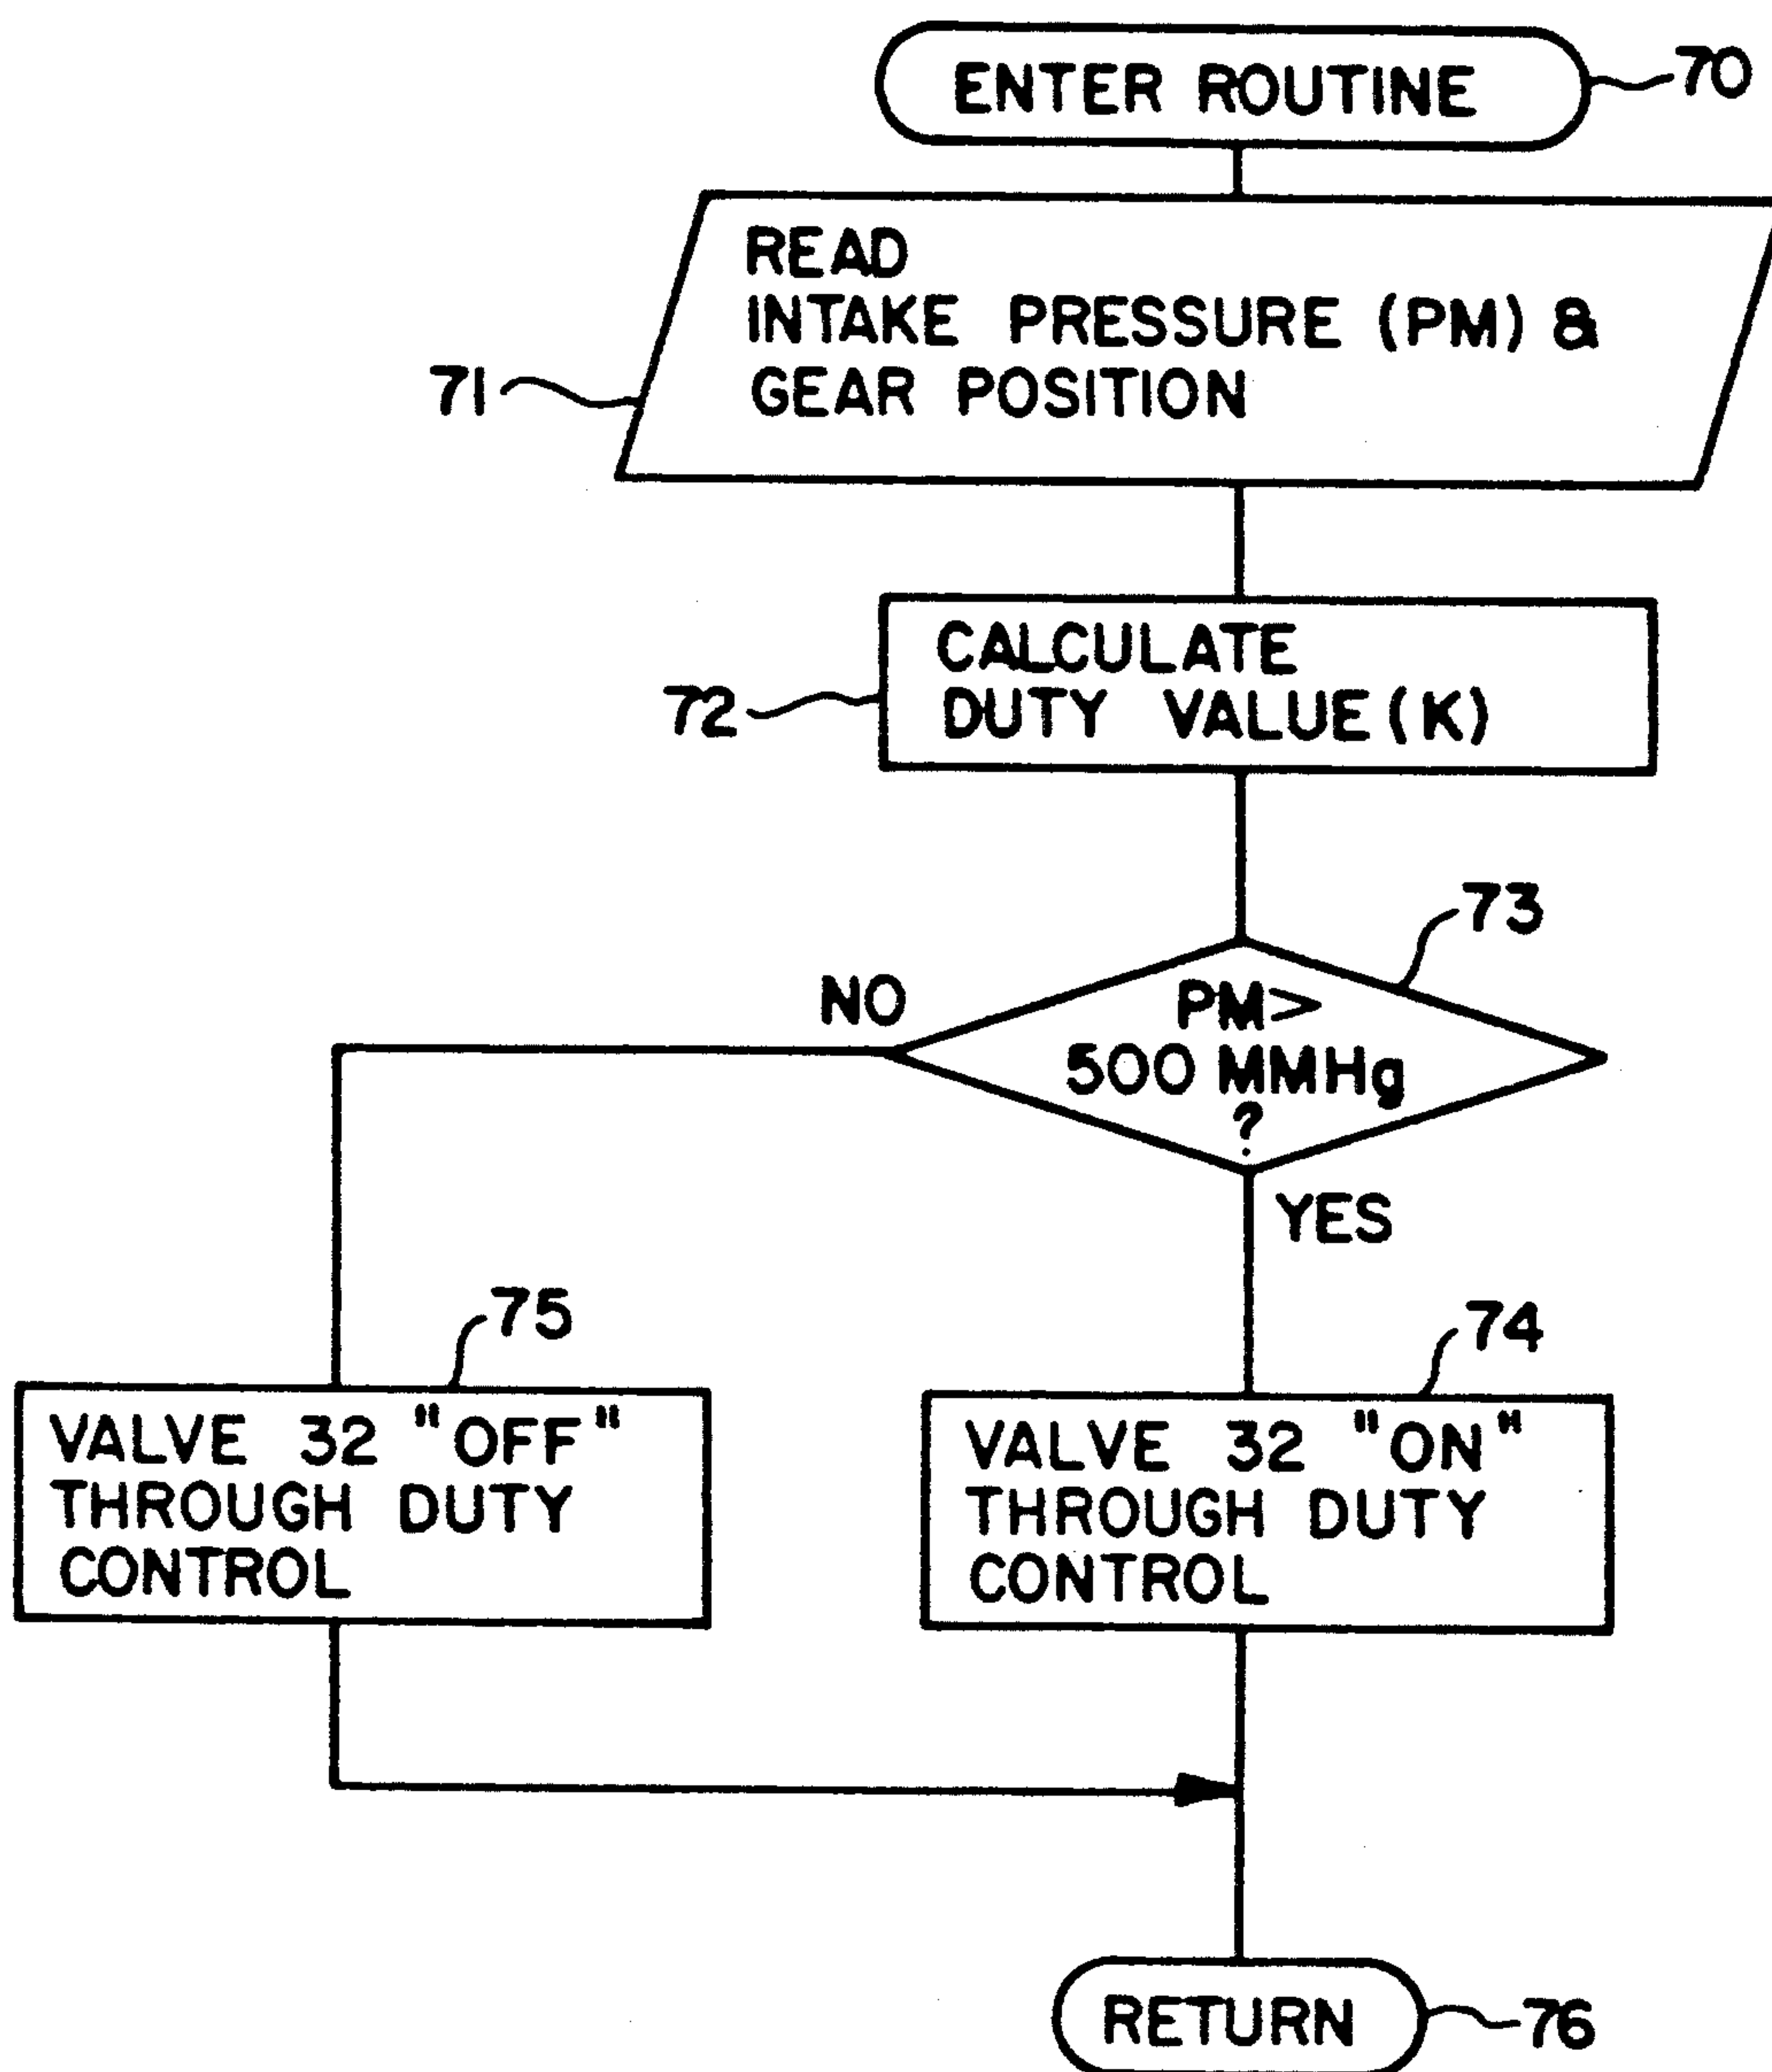 ENTER ROUTINE
70
READ
INTAKE PRESSURE (PM) &
GEAR POSITION
71
CALCULATE
DUTY VALUE (K)
72
73
NO
PM>
500 MMHg
?
YES
75
74
VALVE 32 "OFF"
THROUGH DUTY
CONTROL
VALVE 32 "ON"
THROUGH DUTY
CONTROL
RETURN
76